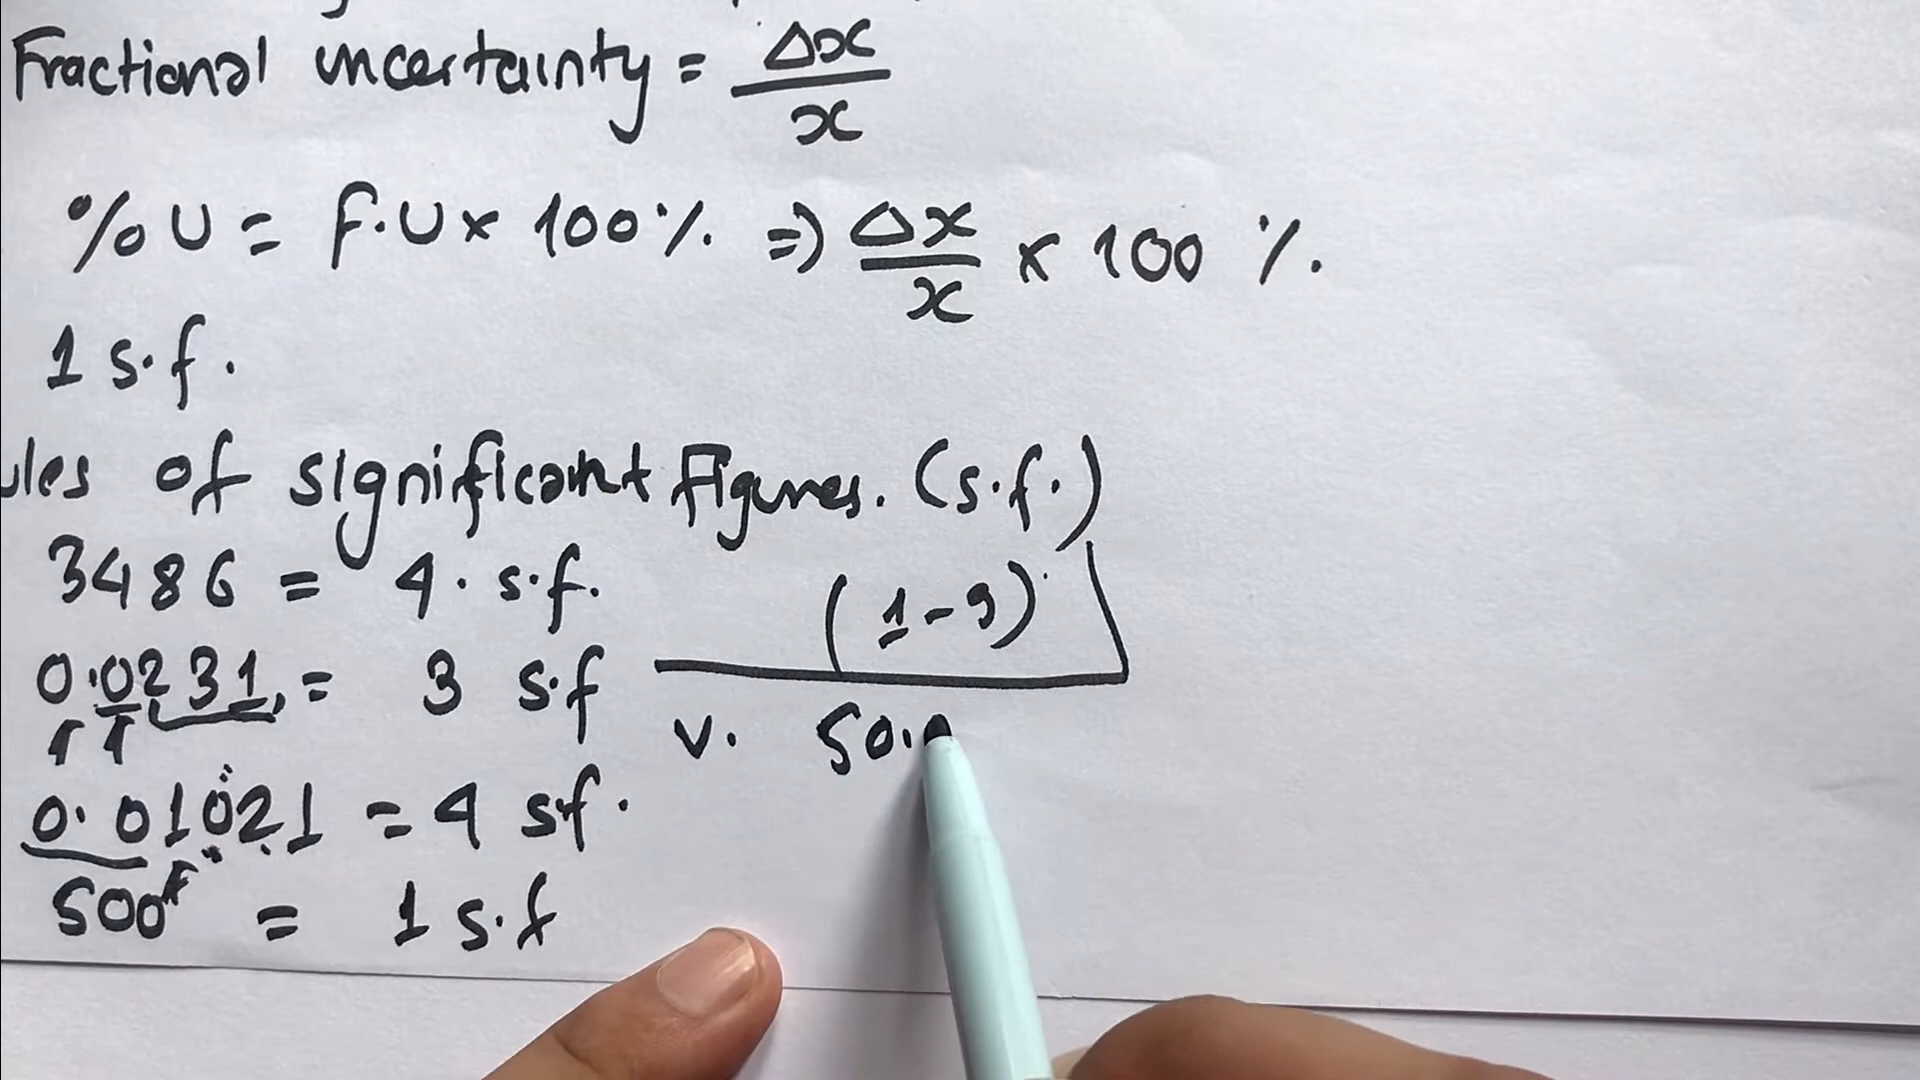 Fractional uncertainty = Δx / x
% U = F.U × 100 % => Δx / x × 100 %.
1 s.f.
ules of significant figures. (s.f.)
3486 = 4. s.f.
(1-9)
0.0231 = 3 s.f
v. 50.
0.01021 = 4 sf.
500 = 1 s.f